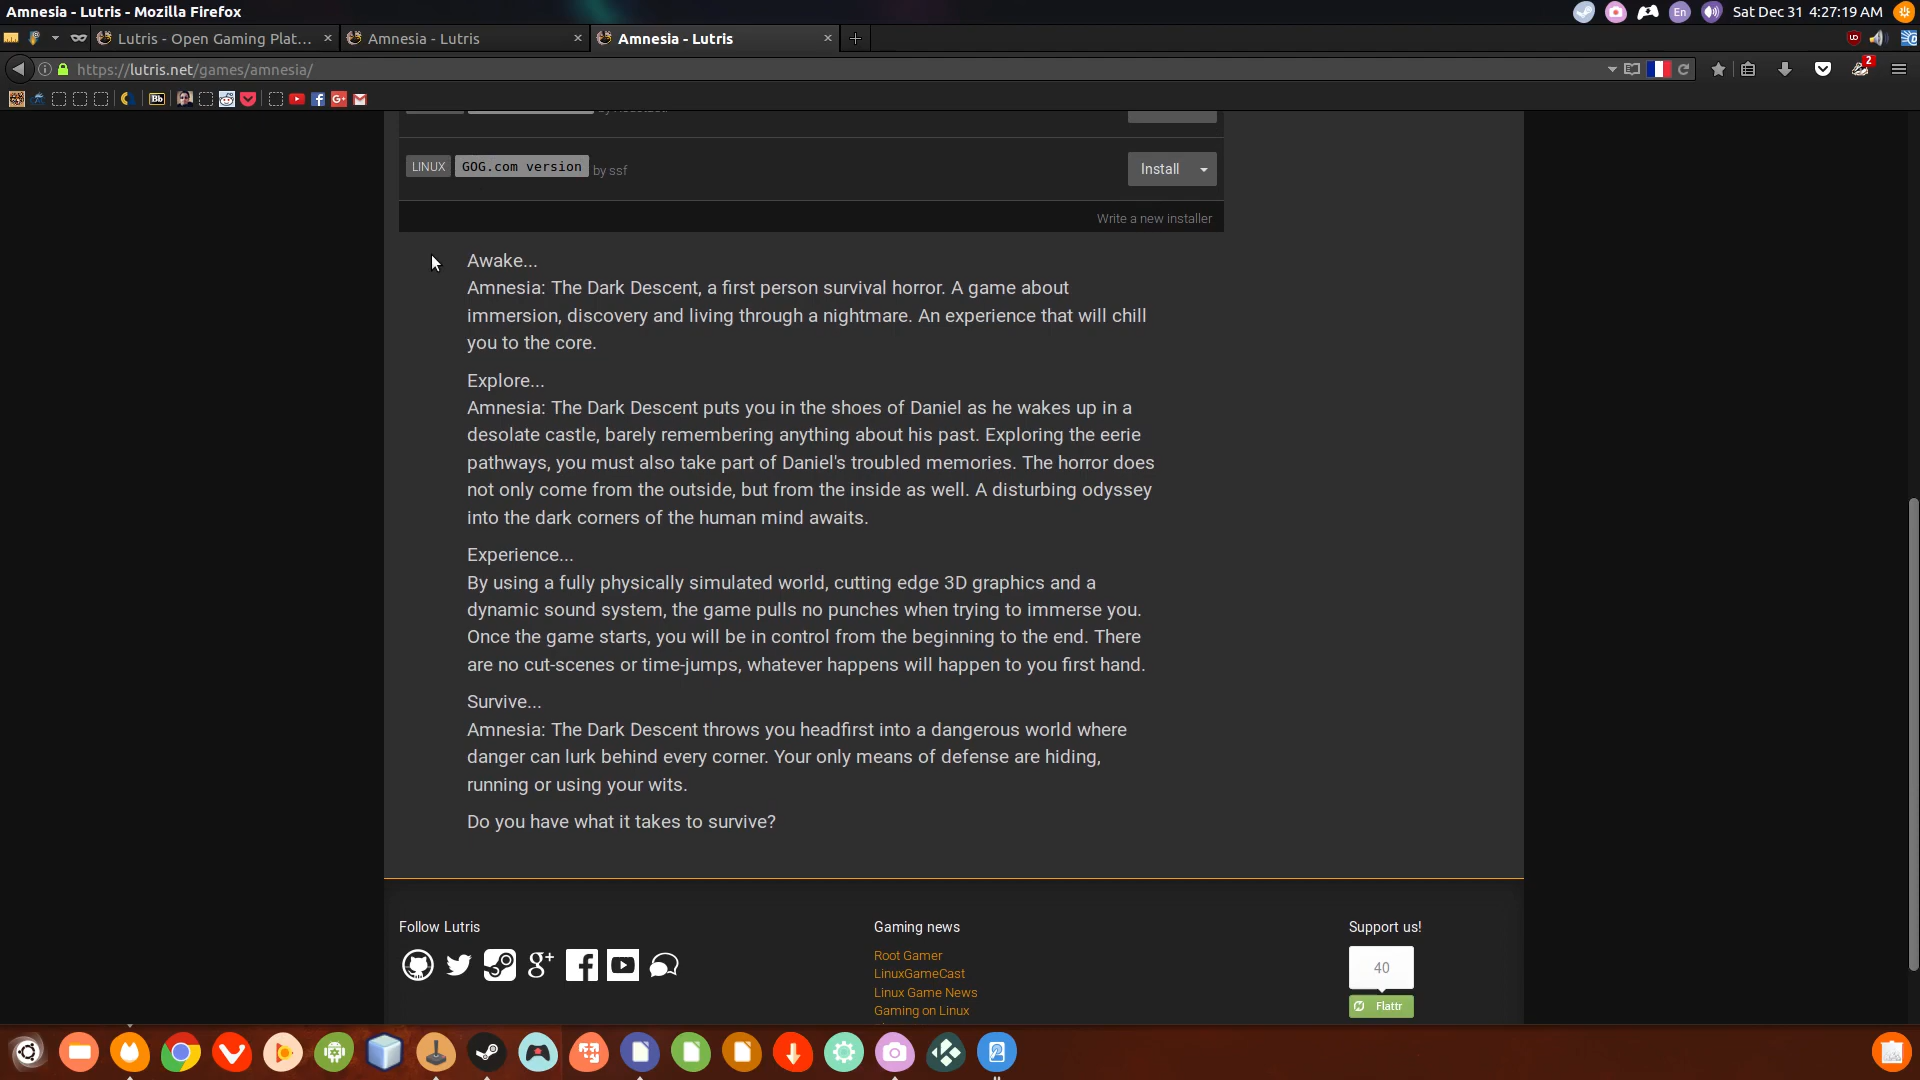 Amnesia - Lutris - Mozilla Firefox
En
Sat Dec 31 4:27:19 AM
Lutris - Open Gaming Plat...
Amnesia - Lutris
Amnesia - Lutris
https://lutris.net/games/amnesia/
2
Bb
LINUX GOG.com version by ssf
Install
Write a new installer
Awake...
Amnesia: The Dark Descent, a first person survival horror. A game about
immersion, discovery and living through a nightmare. An experience that will chill
you to the core.
Explore...
Amnesia: The Dark Descent puts you in the shoes of Daniel as he wakes up in a
desolate castle, barely remembering anything about his past. Exploring the eerie
pathways, you must also take part of Daniel's troubled memories. The horror does
not only come from the outside, but from the inside as well. A disturbing odyssey
into the dark corners of the human mind awaits.
Experience...
By using a fully physically simulated world, cutting edge 3D graphics and a
dynamic sound system, the game pulls no punches when trying to immerse you.
Once the game starts, you will be in control from the beginning to the end. There
are no cut-scenes or time-jumps, whatever happens will happen to you first hand.
Survive...
Amnesia: The Dark Descent throws you headfirst into a dangerous world where
danger can lurk behind every corner. Your only means of defense are hiding,
running or using your wits.
Do you have what it takes to survive?
Follow Lutris
Gaming news
Support us!
Root Gamer
LinuxGameCast
Linux Game News
Gaming on Linux
40
Flattr